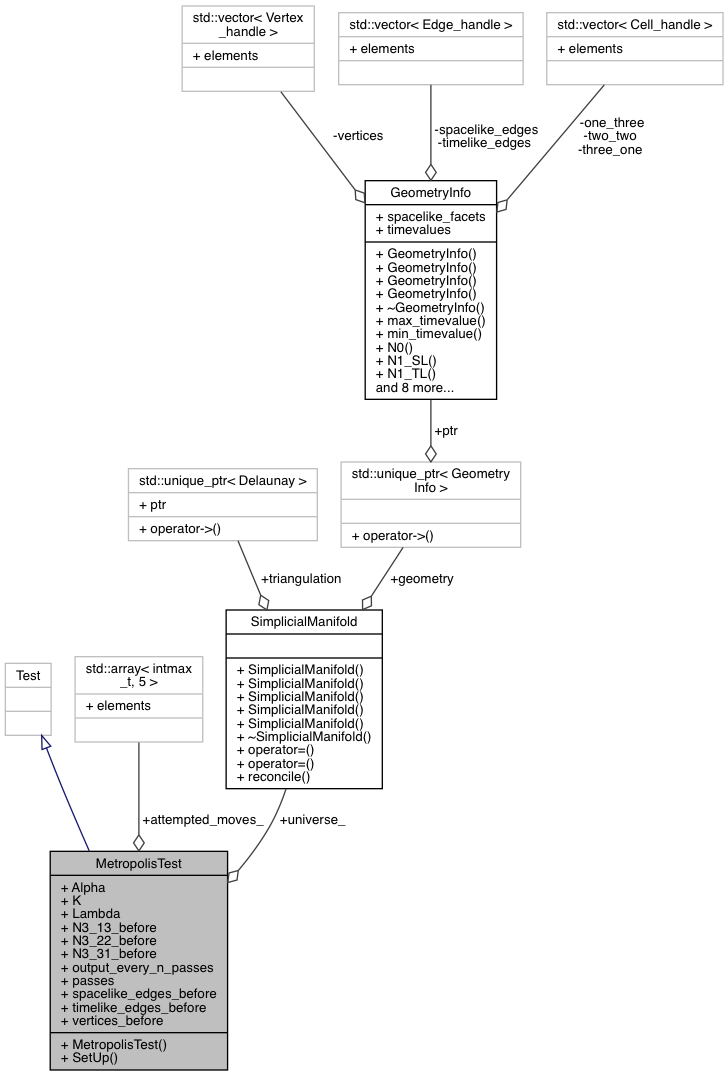 std::vector< Vertex
_handle >
+ elements
std::vector< Edge_handle >
+ elements
std::vector< Cell_handle >
+ elements
-vertices
-spacelike_edges
-timelike_edges
-one_three
-two_two
-three_one
GeometryInfo
+ spacelike_facets
+ timevalues
+ GeometryInfo()
+ GeometryInfo()
+ GeometryInfo()
+ GeometryInfo()
+ ~GeometryInfo()
+ max_timevalue()
+ min_timevalue()
+ N0()
+ N1_SL()
+ N1_TL()
and 8 more...
+ptr
std::unique_ptr< Delaunay >
+ ptr
+ operator->()
std::unique_ptr< Geometry
Info >
+ operator->()
+triangulation
+geometry
SimplicialManifold
+ SimplicialManifold()
+ SimplicialManifold()
+ SimplicialManifold()
+ SimplicialManifold()
+ SimplicialManifold()
+ ~SimplicialManifold()
+ operator=()
+ operator=()
+ reconcile()
Test
std::array< intmax
_t, 5 >
+ elements
+attempted_moves_
+universe_
MetropolisTest
+ Alpha
+ K
+ Lambda
+ N3_13_before
+ N3_22_before
+ N3_31_before
+ output_every_n_passes
+ passes
+ spacelike_edges_before
+ timelike_edges_before
+ vertices_before
+ MetropolisTest()
+ SetUp()